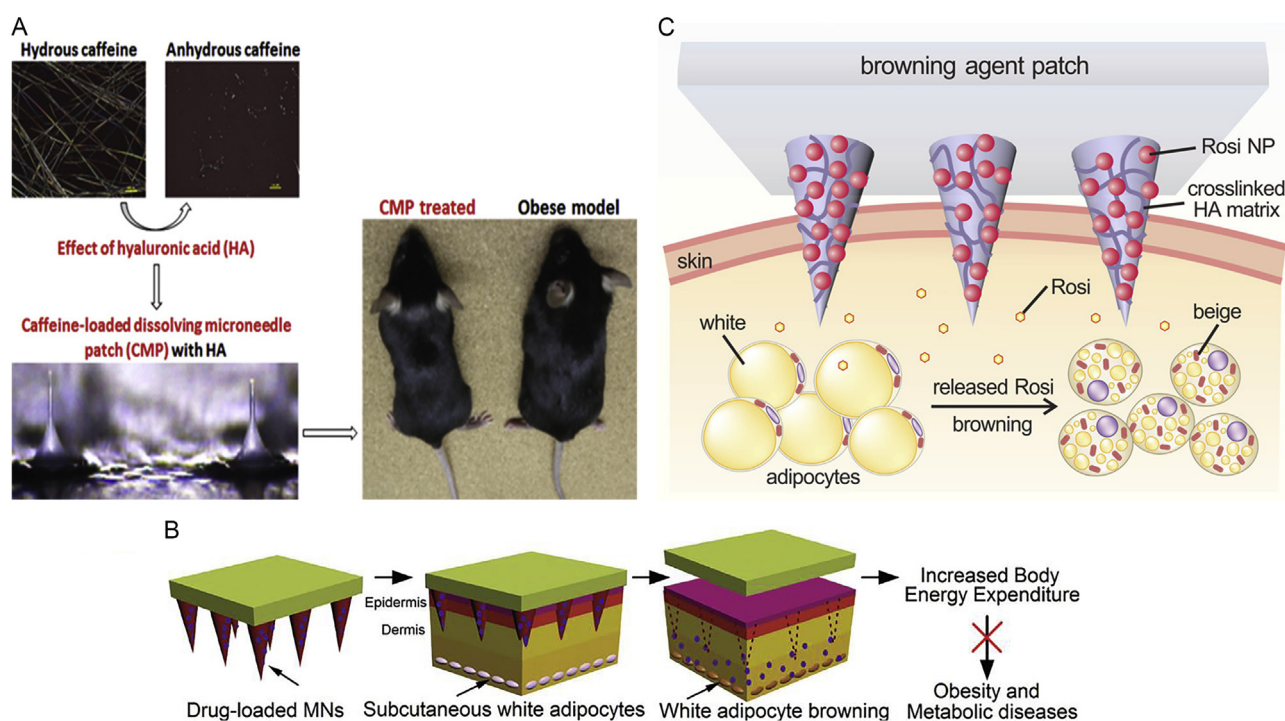 A
Hydrous caffeine
Anhydrous caffeine
Effect of hyaluronic acid (HA)
Caffeine-loaded dissolving microneedle
patch (CMP) with HA
CMP treated
Obese model
C
browning agent patch
Rosi NP
crosslinked
HA matrix
skin
Rosi
white
beige
released Rosi
browning
adipocytes
B
Epidermis
Dermis
Increased Body
Energy Expenditure
Drug-loaded MNs
Subcutaneous white adipocytes
White adipocyte browning
Obesity and
Metabolic diseases